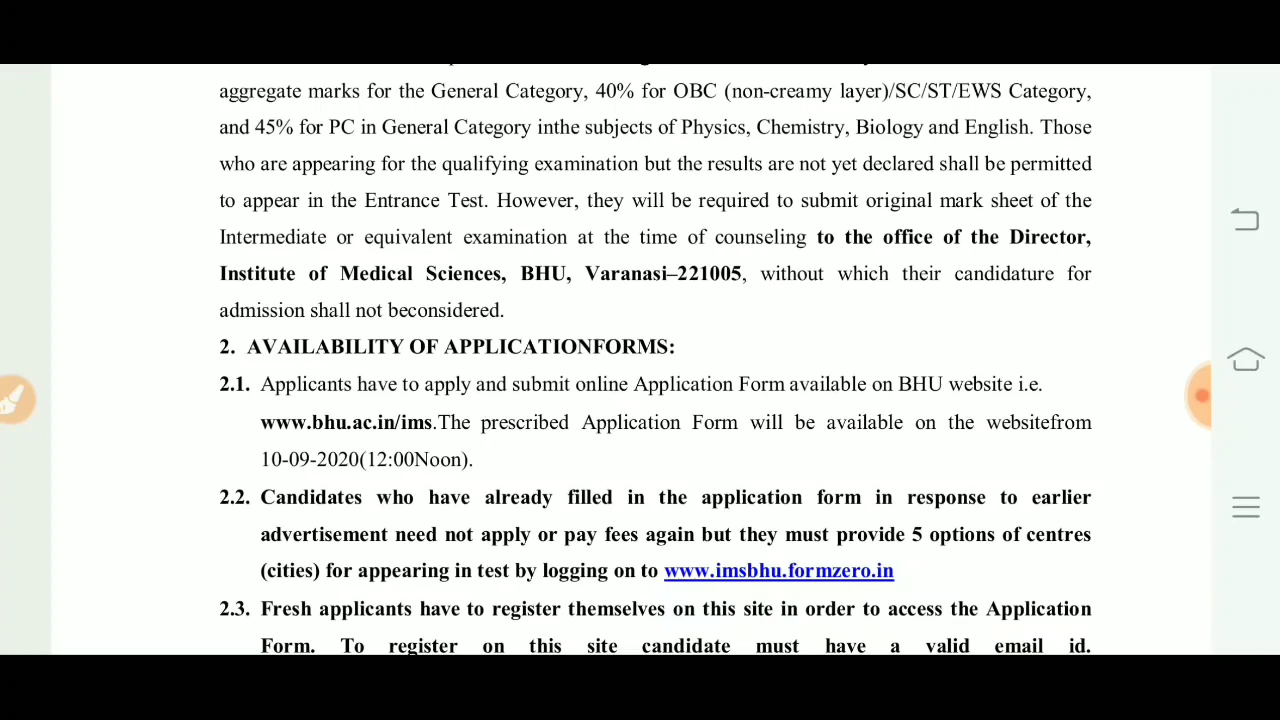 aggregate marks for the General Category, 40% for OBC (non-creamy layer)/SC/ST/EWS Category,
and 45% for PC in General Category inthe subjects of Physics, Chemistry, Biology and English. Those
who are appearing for the qualifying examination but the results are not yet declared shall be permitted
to appear in the Entrance Test. However, they will be required to submit original mark sheet of the
Intermediate or equivalent examination at the time of counseling to the office of the Director,
Institute of Medical Sciences, BHU, Varanasi–221005, without which their candidature for
admission shall not beconsidered.
2. AVAILABILITY OF APPLICATIONFORMS:
2.1. Applicants have to apply and submit online Application Form available on BHU website i.e.
www.bhu.ac.in/ims.The prescribed Application Form will be available on the websitefrom
10-09-2020(12:00Noon).
2.2. Candidates who have already filled in the application form in response to earlier
advertisement need not apply or pay fees again but they must provide 5 options of centres
(cities) for appearing in test by logging on to www.imsbhu.formzero.in
2.3. Fresh applicants have to register themselves on this site in order to access the Application
Form. To register on this site candidate must have a valid email id.